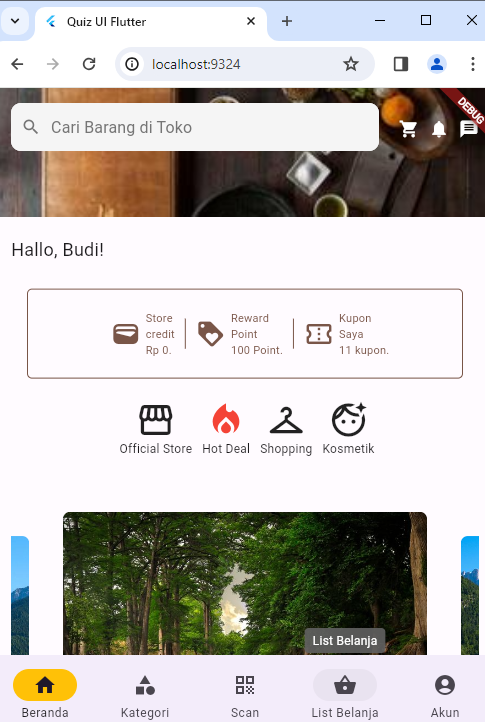 Quiz UI Flutter
localhost:9324
DEBUG
Cari Barang di Toko
Hallo, Budi!
Store
credit
Rp 0.
Reward
Point
100 Point.
Kupon
Saya
11 kupon.
Official Store
Hot Deal
Shopping
Kosmetik
List Belanja
Beranda
Kategori
Scan
List Belanja
Akun